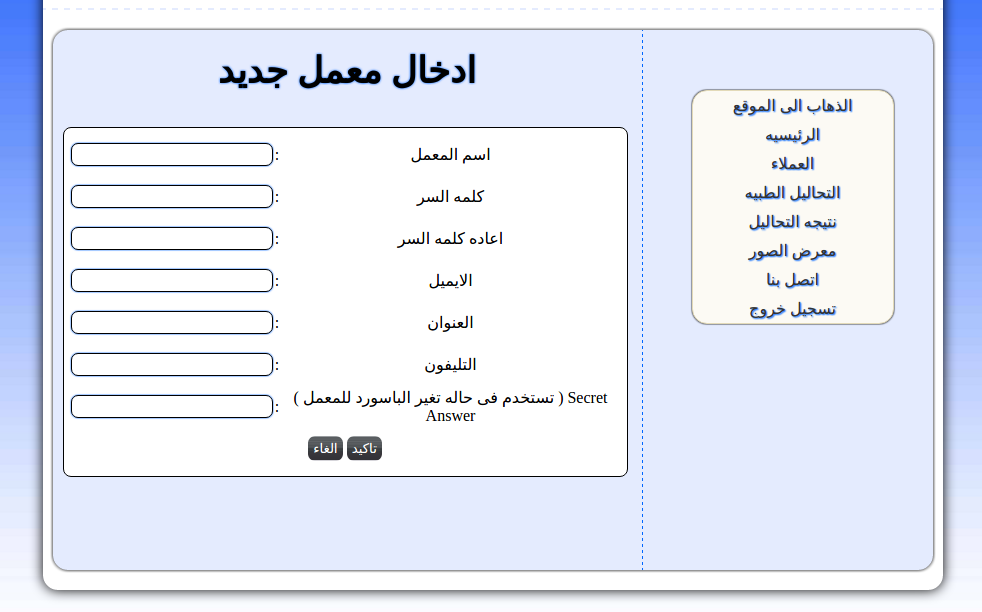 ادخال معمل جديد
اسم المعمل :
كلمه السر :
اعاده كلمه السر :
الايميل :
العنوان :
التليفون :
Secret ( تستخدم فى حاله تغير الباسورد للمعمل )
Answer :
تاكيد
الغاء
الذهاب الى الموقع
الرئيسيه
العملاء
التحاليل الطبيه
نتيجه التحاليل
معرض الصور
اتصل بنا
تسجيل خروج